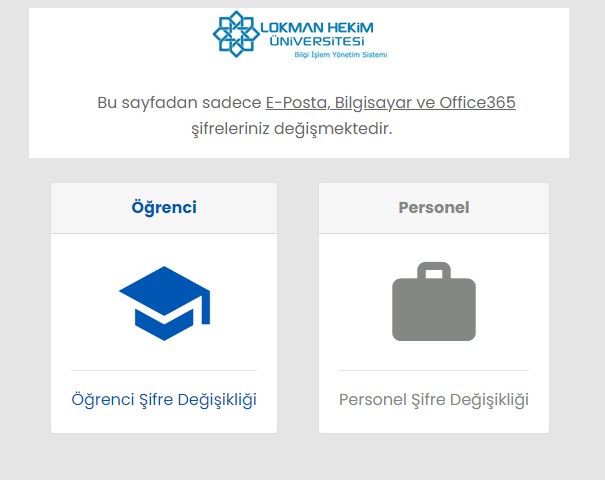 LOKMAN HEKİM
ÜNİVERSİTESİ
Bilgi İşlem Yönetim Sistemi
Bu sayfadan sadece E-Posta, Bilgisayar ve Office365
şifreleriniz değişmektedir.
Öğrenci
Personel
Öğrenci Şifre Değişikliği
Personel Şifre Değişikliği